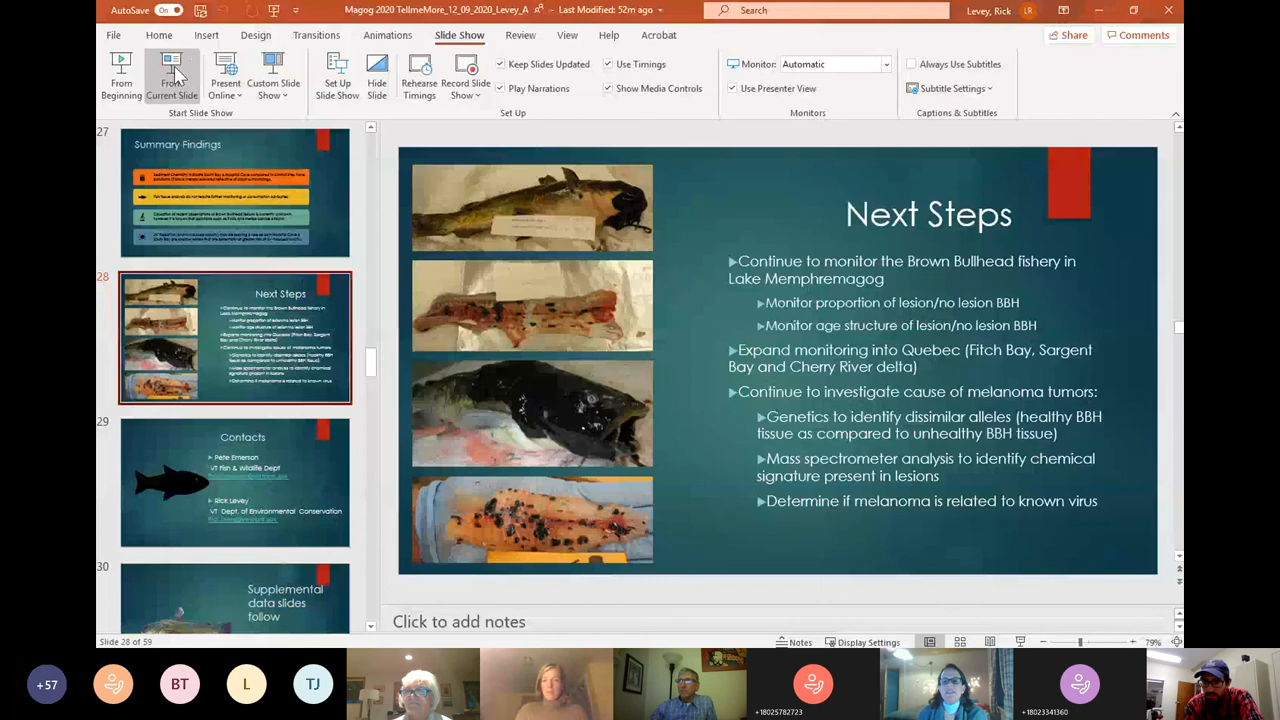 AutoSave On
Magog 2020 TellmeMore_12_09_2020_Levey_A
- Last Modified: 52m ago
Search
Levey, Rick
LR
File Home Insert Design Transitions Animations Slide Show Review View Help Acrobat
Share
Comments
From Beginning
From Current Slide
Present Online
Custom Slide Show
Set Up Slide Show
Hide Slide
Rehearse Timings
Record Slide Show
Keep Slides Updated
Play Narrations
Use Timings
Show Media Controls
Monitor: Automatic
Use Presenter View
Always Use Subtitles
Subtitle Settings
Start Slide Show
Set Up
Monitors
Captions & Subtitles
27
Summary Findings
28
Next Steps
29
Contacts
Pete Emerson
VT Fish & Wildlife Dept
Rick Levey
VT Dept. of Environmental Conservation
30
Supplemental
data slides
follow
Next Steps
Continue to monitor the Brown Bullhead fishery in
Lake Memphremagog
Monitor proportion of lesion/no lesion BBH
Monitor age structure of lesion/no lesion BBH
Expand monitoring into Quebec (Fitch Bay, Sargent
Bay and Cherry River delta)
Continue to investigate cause of melanoma tumors:
Genetics to identify dissimilar alleles (healthy BBH
tissue as compared to unhealthy BBH tissue)
Mass spectrometer analysis to identify chemical
signature present in lesions
Determine if melanoma is related to known virus
Click to add notes
Slide 28 of 59
Notes
Display Settings
79%
+57
BT
L
TJ
+18025782723
+18023341360